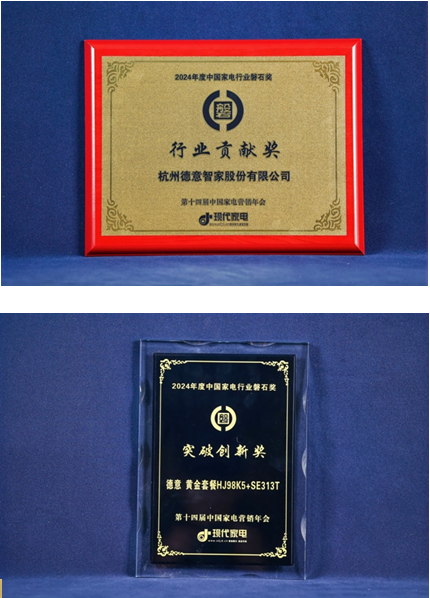 2024年度中国家电行业磐石奖
行业贡献奖
杭州德意智家股份有限公司
第十四届中国家电营销年会
现代家电
2024年度中国家电行业磐石奖
突破创新奖
德意 黄金套餐HJ98K5+SE313T
第十四届中国家电营销年会
现代家电